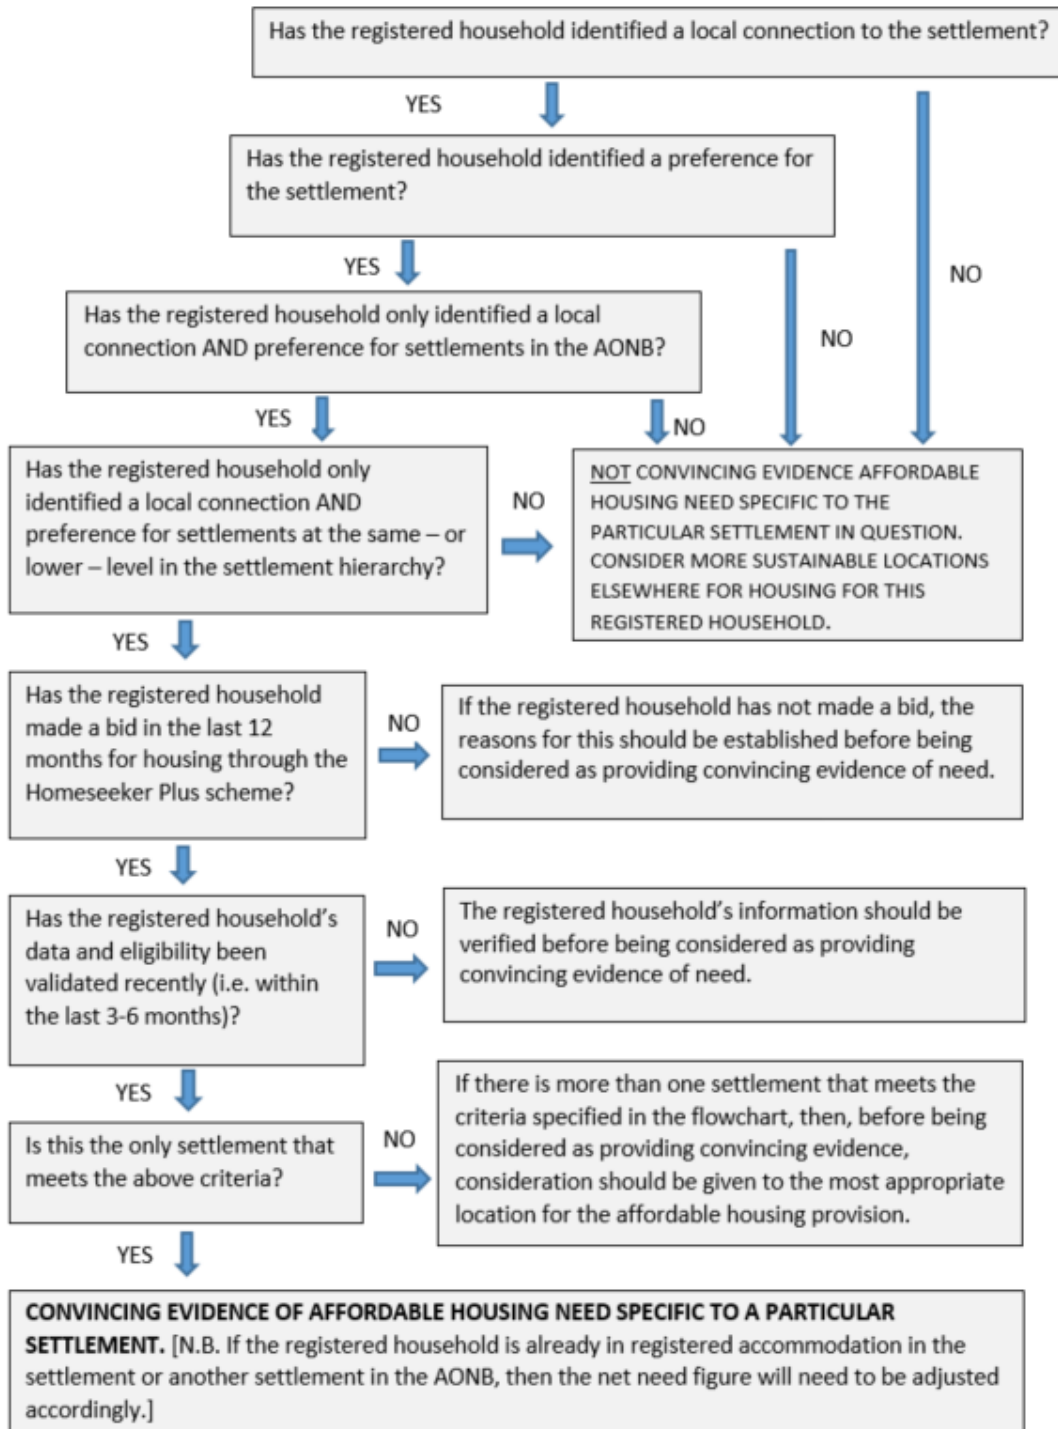 Has the registered household identified a local connection to the settlement?
YES
Has the registered household identified a preference for
the settlement?
NO
YES
Has the registered household only identified a local
connection AND preference for settlements in the AONB?
NO
YES
NO
Has the registered household only
identified a local connection AND
preference for settlements at the same – or
lower – level in the settlement hierarchy?
NO
NOT CONVINCING EVIDENCE AFFORDABLE
HOUSING NEED SPECIFIC TO THE
PARTICULAR SETTLEMENT IN QUESTION.
CONSIDER MORE SUSTAINABLE LOCATIONS
ELSEWHERE FOR HOUSING FOR THIS
REGISTERED HOUSEHOLD.
YES
Has the registered household
made a bid in the last 12
months for housing through the
Homeseeker Plus scheme?
NO
If the registered household has not made a bid, the
reasons for this should be established before being
considered as providing convincing evidence of need.
YES
Has the registered household’s
data and eligibility been
validated recently (i.e. within
the last 3-6 months)?
NO
The registered household’s information should be
verified before being considered as providing
convincing evidence of need.
YES
Is this the only settlement that
meets the above criteria?
NO
If there is more than one settlement that meets the
criteria specified in the flowchart, then, before being
considered as providing convincing evidence,
consideration should be given to the most appropriate
location for the affordable housing provision.
YES
CONVINCING EVIDENCE OF AFFORDABLE HOUSING NEED SPECIFIC TO A PARTICULAR
SETTLEMENT. [N.B. If the registered household is already in registered accommodation in the
settlement or another settlement in the AONB, then the net need figure will need to be adjusted
accordingly.]